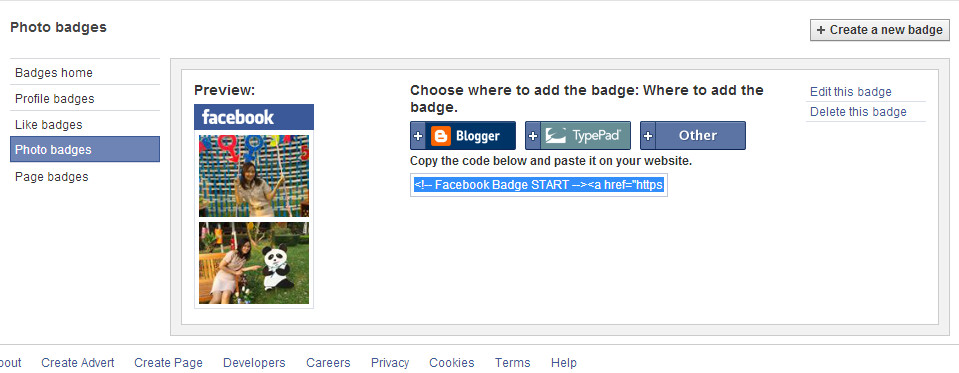 Photo badges
+ Create a new badge
Badges home
Profile badges
Like badges
Photo badges
Page badges
Preview:
facebook
Choose where to add the badge: Where to add the
badge.
+ Blogger
+ TypePad
+ Other
Copy the code below and paste it on your website.
<!-- Facebook Badge START --><a href="https
Edit this badge
Delete this badge
bout Create Advert Create Page Developers Careers Privacy Cookies Terms Help